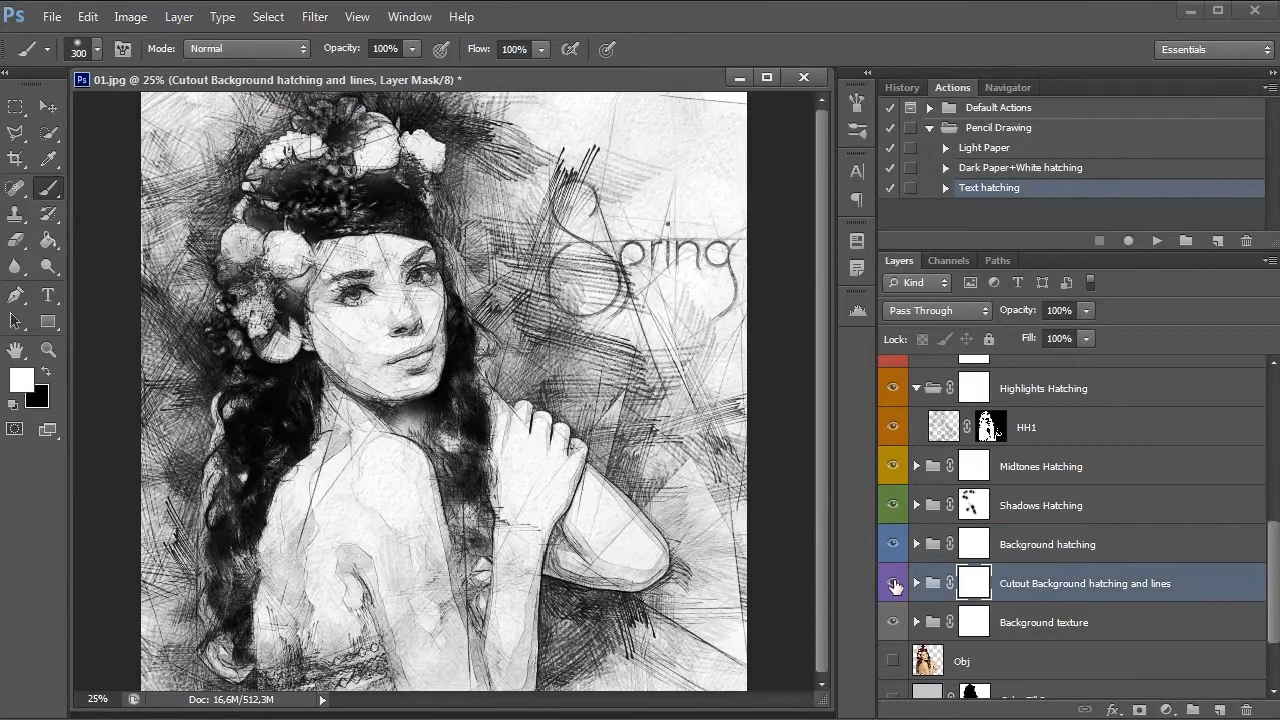 Ps File Edit Image Layer Type Select Filter View Window Help
300 Mode: Normal Opacity: 100% Flow: 100% Essentials
Ps 01.jpg @ 25% (Cutout Background hatching and lines, Layer Mask/8) *
History Actions Navigator
Default Actions
Pencil Drawing
Light Paper
Dark Paper+White hatching
Text hatching
Spring
Layers Channels Paths
Kind
Pass Through Opacity: 100%
Lock: Fill: 100%
Highlights Hatching
HH1
Midtones Hatching
Shadows Hatching
Background hatching
Cutout Background hatching and lines
Background texture
Obj
25% Doc: 16,6M/512,3M